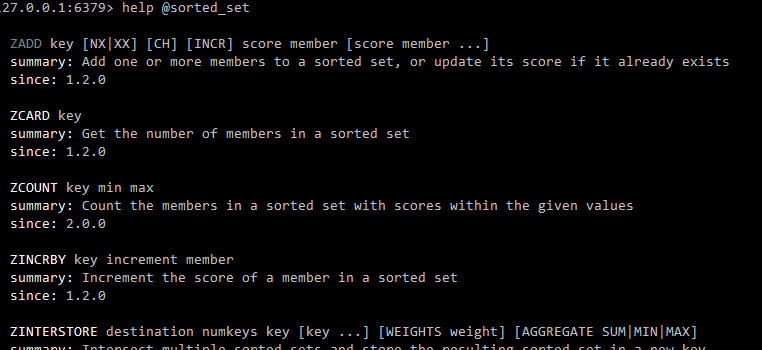 27.0.0.1:6379> help @sorted_set
ZADD key [NX|XX] [CH] [INCR] score member [score member ...]
summary: Add one or more members to a sorted set, or update its score if it already exists
since: 1.2.0
ZCARD key
summary: Get the number of members in a sorted set
since: 1.2.0
ZCOUNT key min max
summary: Count the members in a sorted set with scores within the given values
since: 2.0.0
ZINCRBY key increment member
summary: Increment the score of a member in a sorted set
since: 1.2.0
ZINTERSTORE destination numkeys key [key ...] [WEIGHTS weight] [AGGREGATE SUM|MIN|MAX]
summary: Intersect multiple sorted sets and store the resulting sorted set in a new key